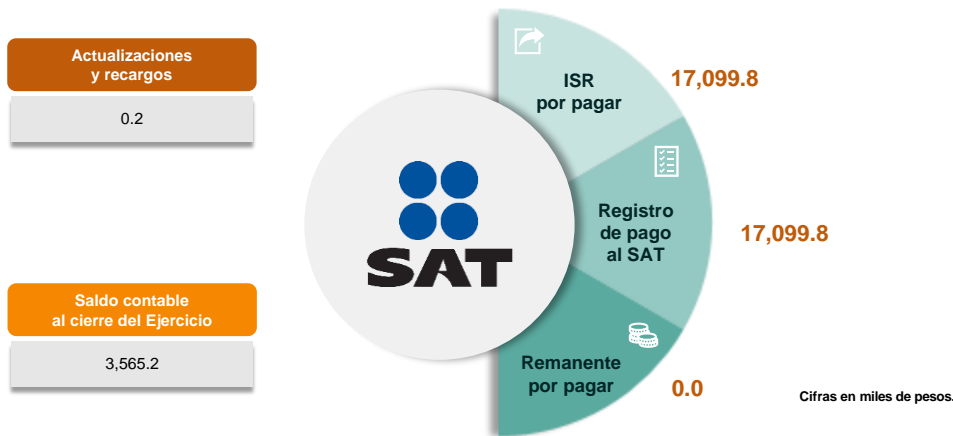 Actualizaciones
y recargos
0.2
Saldo contable
al cierre del Ejercicio
3,565.2
SAT
ISR
por pagar
17,099.8
Registro
de pago
al SAT
17,099.8
Remanente
por pagar
0.0
Cifras en miles de pesos.